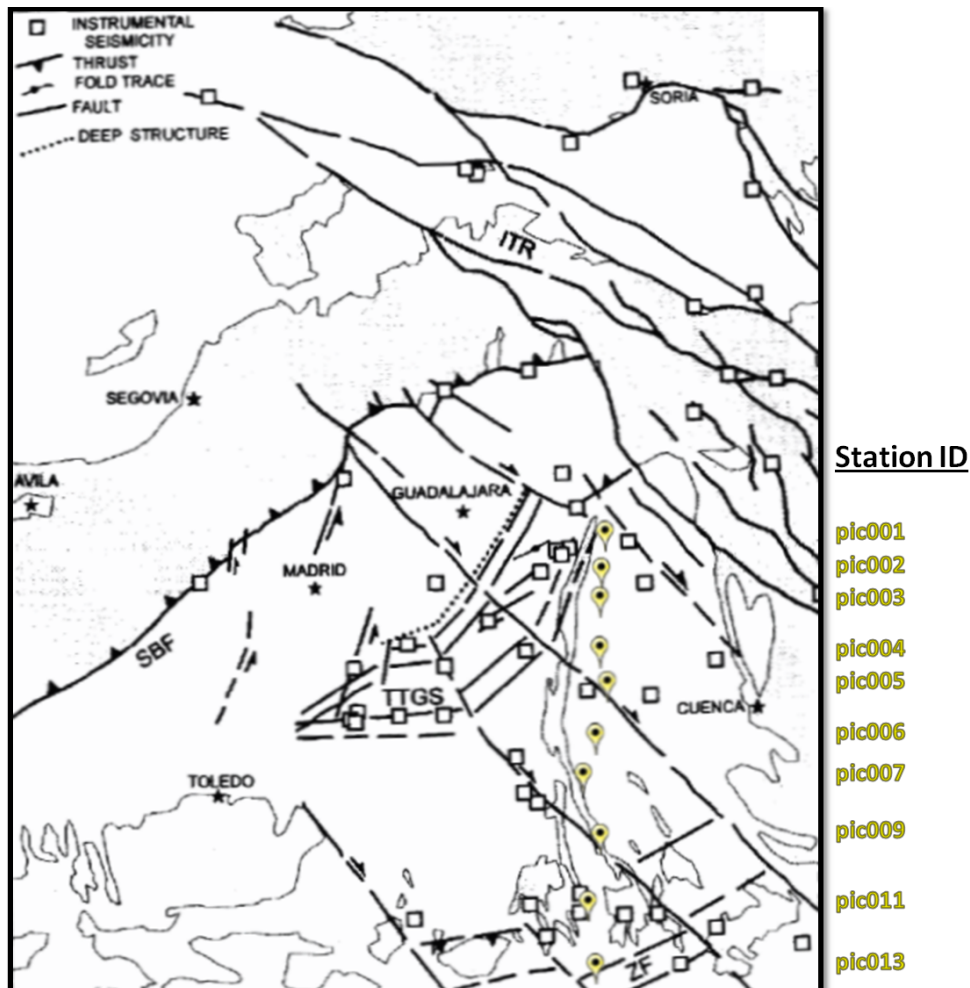 INSTRUMENTAL
SEISMICITY
THRUST
FOLD TRACE
FAULT
DEEP STRUCTURE
SORIA
ITR
SEGOVIA
AVILA
GUADALAJARA
MADRID
SBF
TTGS
CUENCA
TOLEDO
ZF
Station ID
pic001
pic002
pic003
pic004
pic005
pic006
pic007
pic009
pic011
pic013